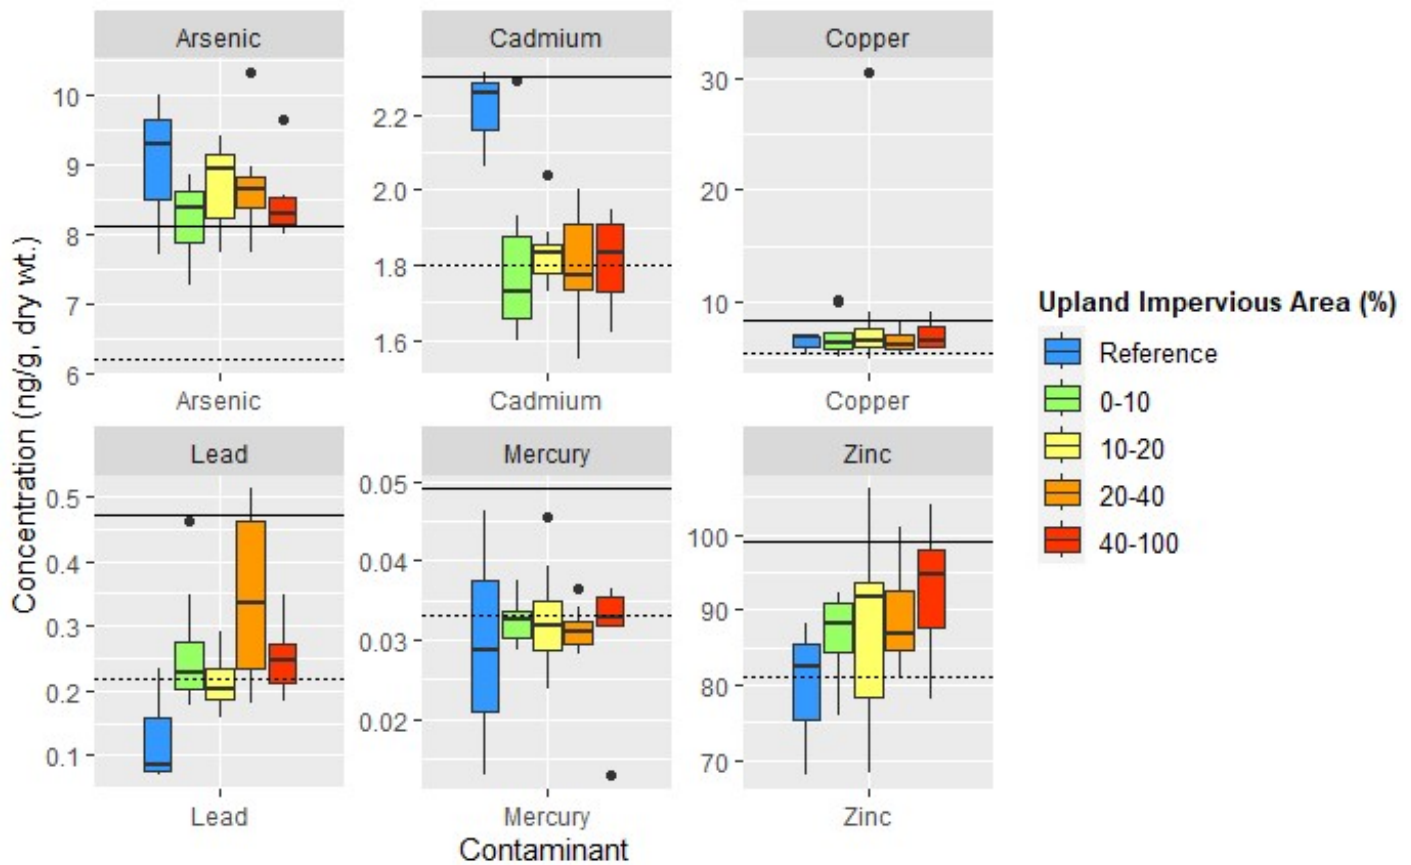 Arsenic
Cadmium
Copper
10
9
8
7
6
2.2
2.0
1.8
1.6
30
20
10
Arsenic
Cadmium
Copper
Lead
Mercury
Zinc
0.5
0.4
0.3
0.2
0.1
0.05
0.04
0.03
0.02
100
90
80
70
Lead
Mercury
Zinc
Concentration (ng/g, dry wt.)
Contaminant
Upland Impervious Area (%)
Reference
0-10
10-20
20-40
40-100